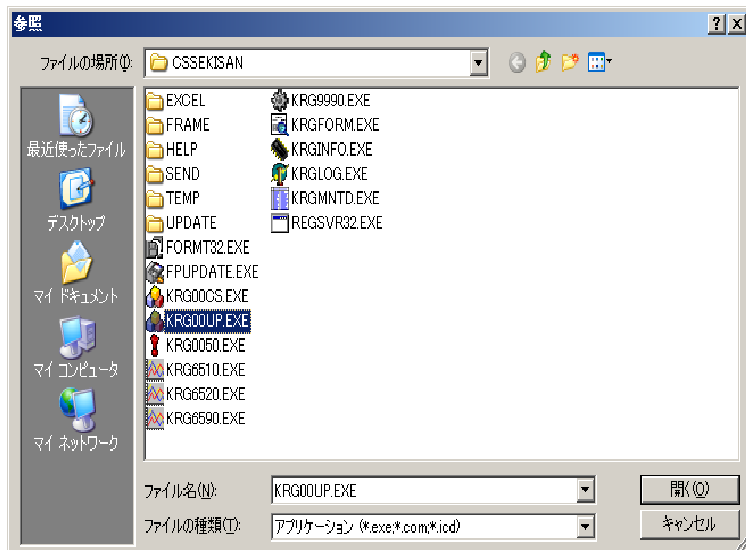 参照
ファイルの場所(I):
CSSEKISAN
最近使ったファイル
デスクトップ
マイ ドキュメント
マイ コンピュータ
マイ ネットワーク
EXCEL
FRAME
HELP
SEND
TEMP
UPDATE
FORMT32.EXE
FPUPDATE.EXE
KRG00CS.EXE
KRG00UP.EXE
KRG0050.EXE
KRG6510.EXE
KRG6520.EXE
KRG6590.EXE
KRG9990.EXE
KRGFORM.EXE
KRGINFO.EXE
KRGLOG.EXE
KRGMNTD.EXE
REGSVR32.EXE
ファイル名(N):
KRG00UP.EXE
開く(O)
ファイルの種類(T):
アプリケーション (*.exe;*.com;*.icd)
キャンセル